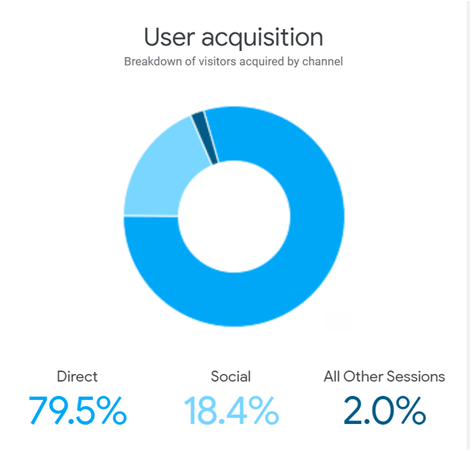 User acquisition
Breakdown of visitors acquired by channel
Direct
Social
All Other Sessions
79.5%
18.4%
2.0%